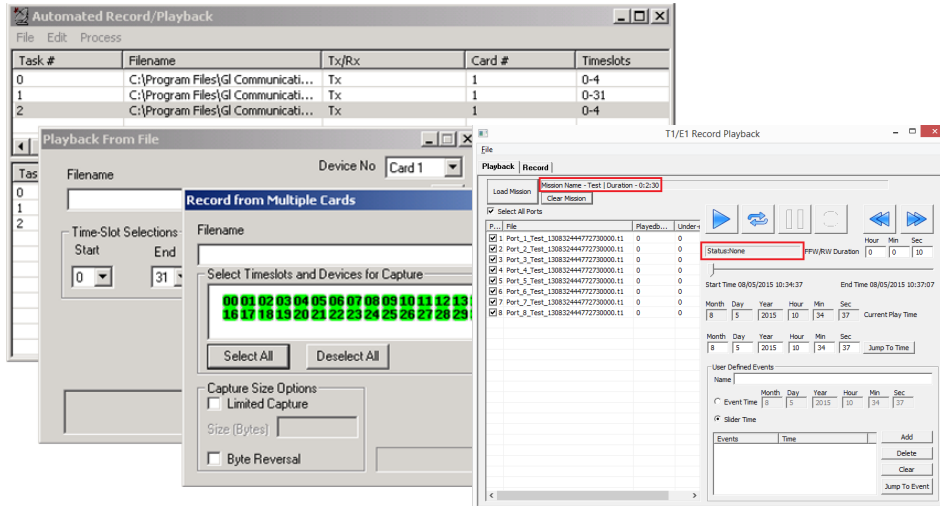 Automated Record/Playback
File Edit Process
Task # Filename Tx/Rx Card # Timeslots
0 C:\Program Files\Gl Communicati... Tx 1 0-4
1 C:\Program Files\Gl Communicati... Tx 1 0-31
2 C:\Program Files\Gl Communicati... Tx 1 0-4
Tas
0
1
2
Playback From File
Device No Card 1
Filename
Time-Slot Selections
Start End
0 31
Record from Multiple Cards
Filename
Select Timeslots and Devices for Capture
00 01 02 03 04 05 06 07 08 09 10 11 12 13
16 17 18 19 20 21 22 23 24 25 26 27 28 29
Select All Deselect All
Capture Size Options
Limited Capture
Size (Bytes)
Byte Reversal
T1/E1 Record Playback
File
Playback Record
Load Mission
Mission Name - Test | Duration - 0:2:30
Clear Mission
Select All Ports
P... File Playedb... Under-
1 Port_1_Test_130832444772730000.t1 0 0
2 Port_2_Test_130832444772730000.t1 0 0
3 Port_3_Test_130832444772730000.t1 0 0
4 Port_4_Test_130832444772730000.t1 0 0
5 Port_5_Test_130832444772730000.t1 0 0
6 Port_6_Test_130832444772730000.t1 0 0
7 Port_7_Test_130832444772730000.t1 0 0
8 Port_8_Test_130832444772730000.t1 0 0
Hour Min Sec
Status:None FFW/RW Duration 0 0 10
Start Time 08/05/2015 10:34:37 End Time 08/05/2015 10:37:07
Month Day Year Hour Min Sec
8 5 2015 10 34 37 Current Play Time
Month Day Year Hour Min Sec
8 5 2015 10 34 37 Jump To Time
User Defined Events
Name
Month Day Year Hour Min Sec
Event Time 8 5 2015 10 34 37
Slider Time
Events Time
Add
Delete
Clear
Jump To Event